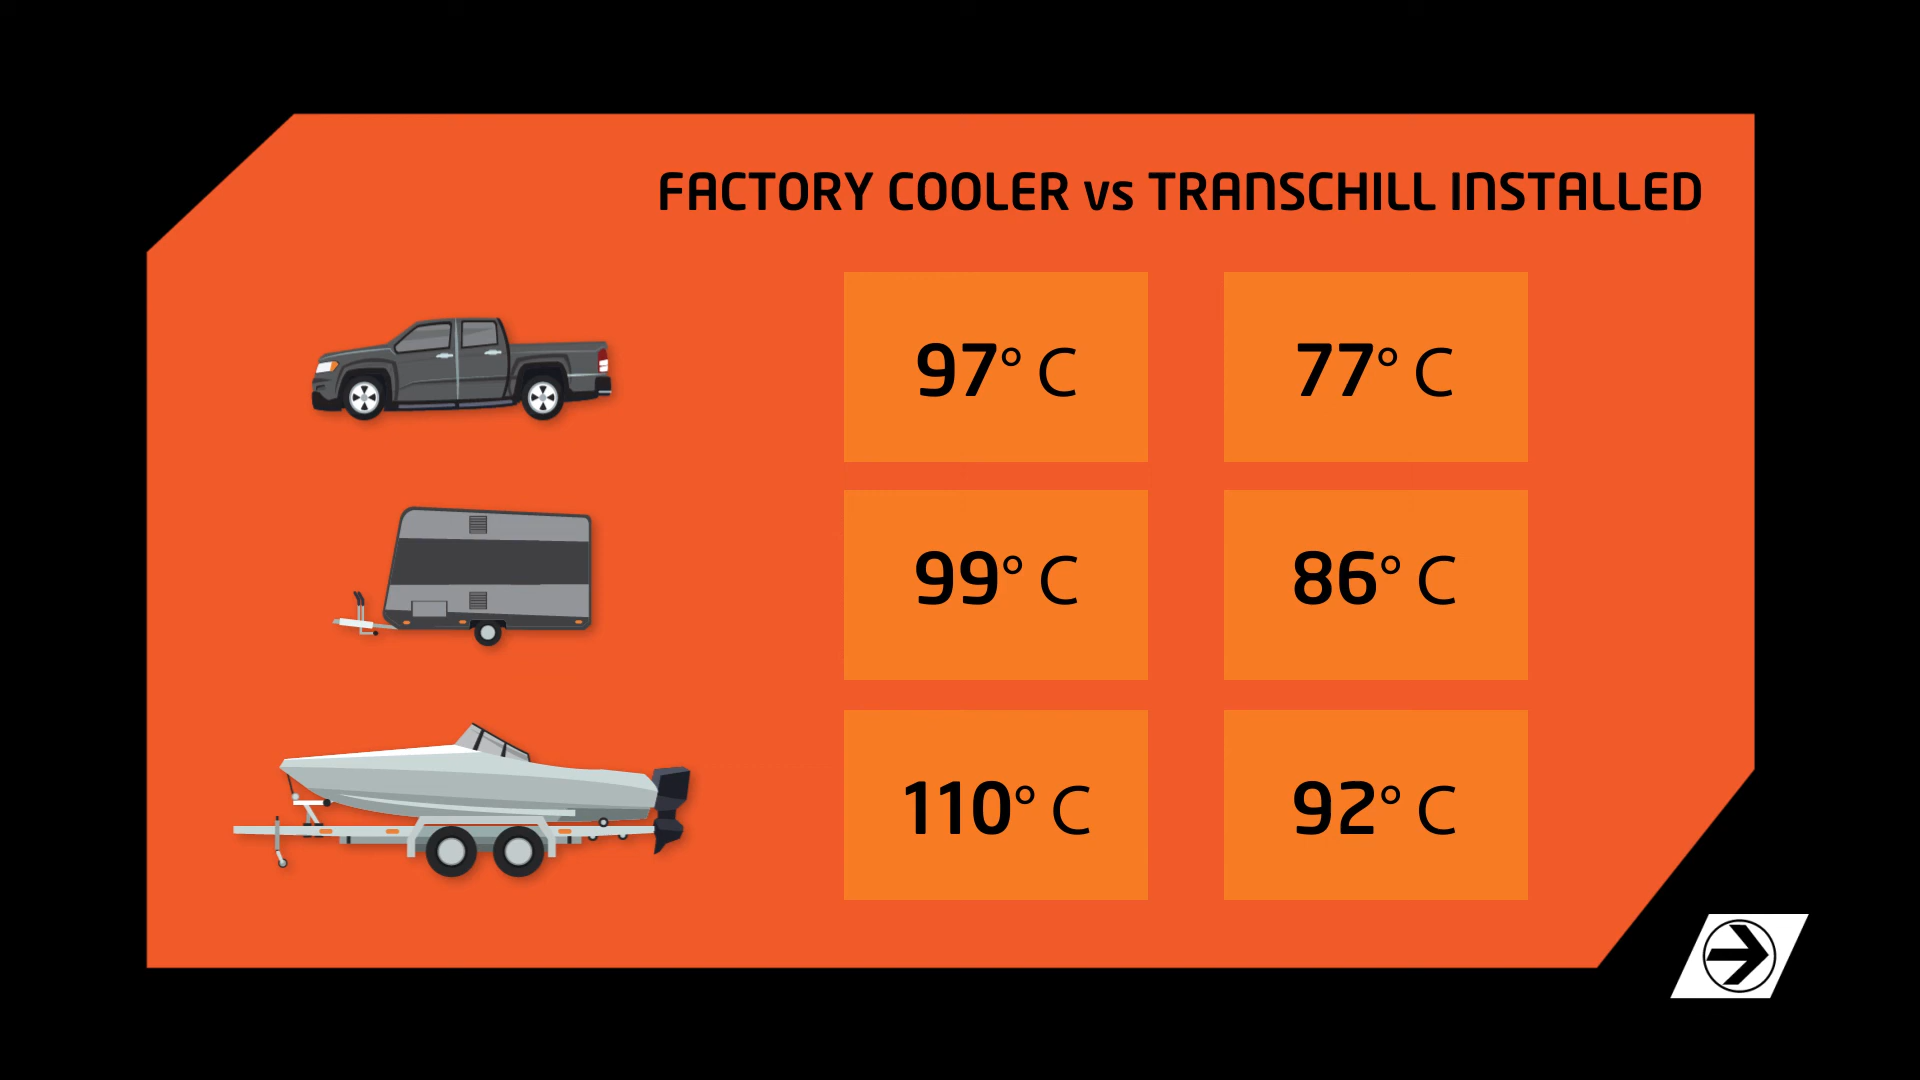 FACTORY COOLER vs TRANSCHILL INSTALLED
97° C 77° C
99° C 86° C
110° C 92° C